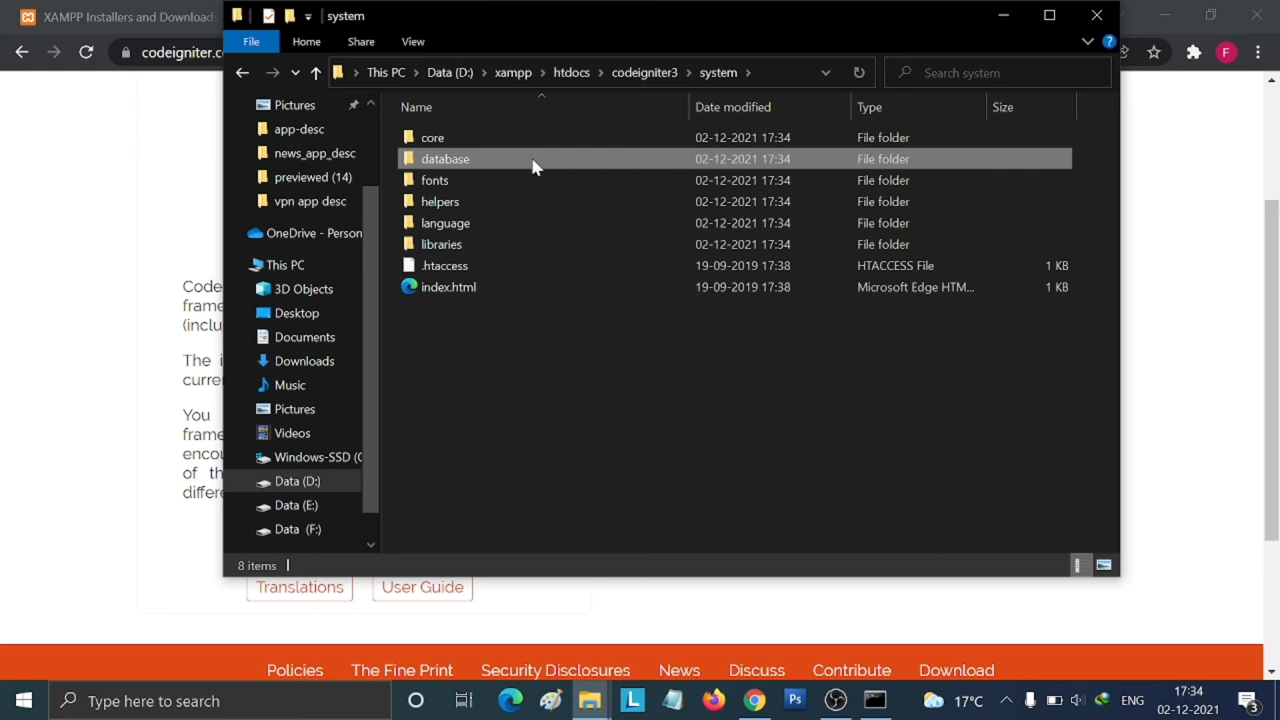 XAMPP Installers and Downloads
codeigniter.c
system
File
Home
Share
View
This PC
Data (D:)
xampp
htdocs
codeigniter3
system
Search system
Name
Date modified
Type
Size
core
02-12-2021 17:34
File folder
database
02-12-2021 17:34
File folder
fonts
02-12-2021 17:34
File folder
helpers
02-12-2021 17:34
File folder
language
02-12-2021 17:34
File folder
libraries
02-12-2021 17:34
File folder
.htaccess
19-09-2019 17:38
HTACCESS File
1 KB
index.html
19-09-2019 17:38
Microsoft Edge HTM...
1 KB
Pictures
app-desc
news_app_desc
previewed (14)
vpn app desc
OneDrive - Person
This PC
3D Objects
Desktop
Documents
Downloads
Music
Pictures
Videos
Windows-SSD (C
Data (D:)
Data (E:)
Data (F:)
8 items
Code
frame
(inclu
The i
curre
You
frame
encou
of th
differe
Translations
User Guide
Policies
The Fine Print
Security Disclosures
News
Discuss
Contribute
Download
Type here to search
17°C
ENG
17:34
02-12-2021
3
F
L
Ps